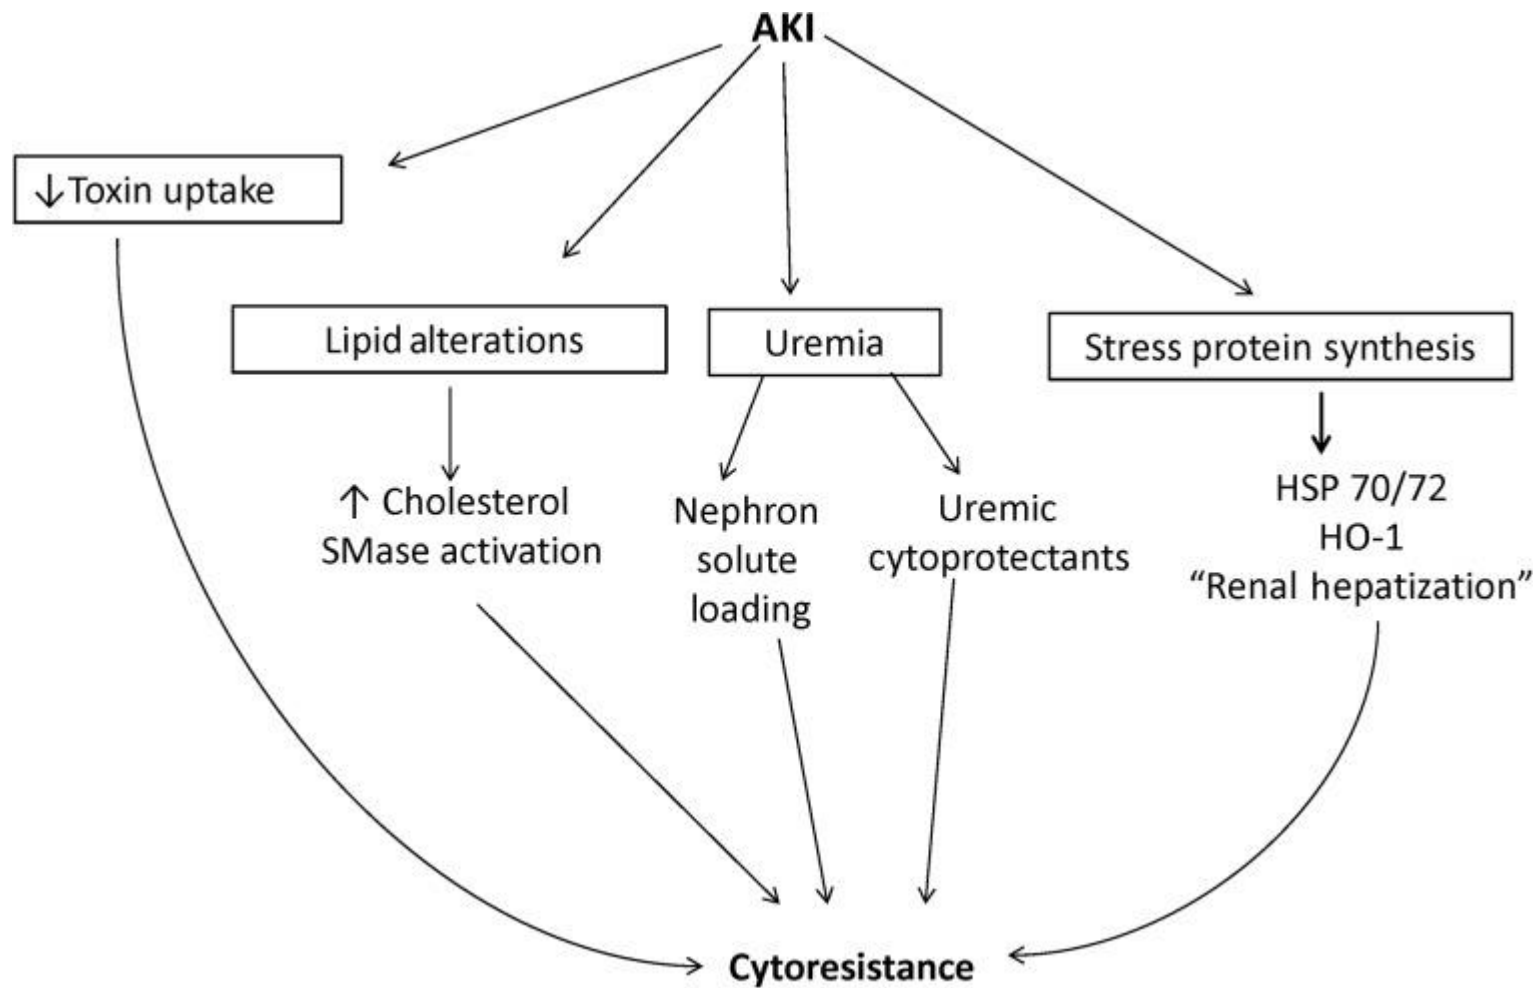 AKI
↓ Toxin uptake
Lipid alterations
Uremia
Stress protein synthesis
↑ Cholesterol
SMase activation
Nephron
solute
loading
Uremic
cytoprotectants
HSP 70/72
HO-1
“Renal hepatization”
Cytoresistance